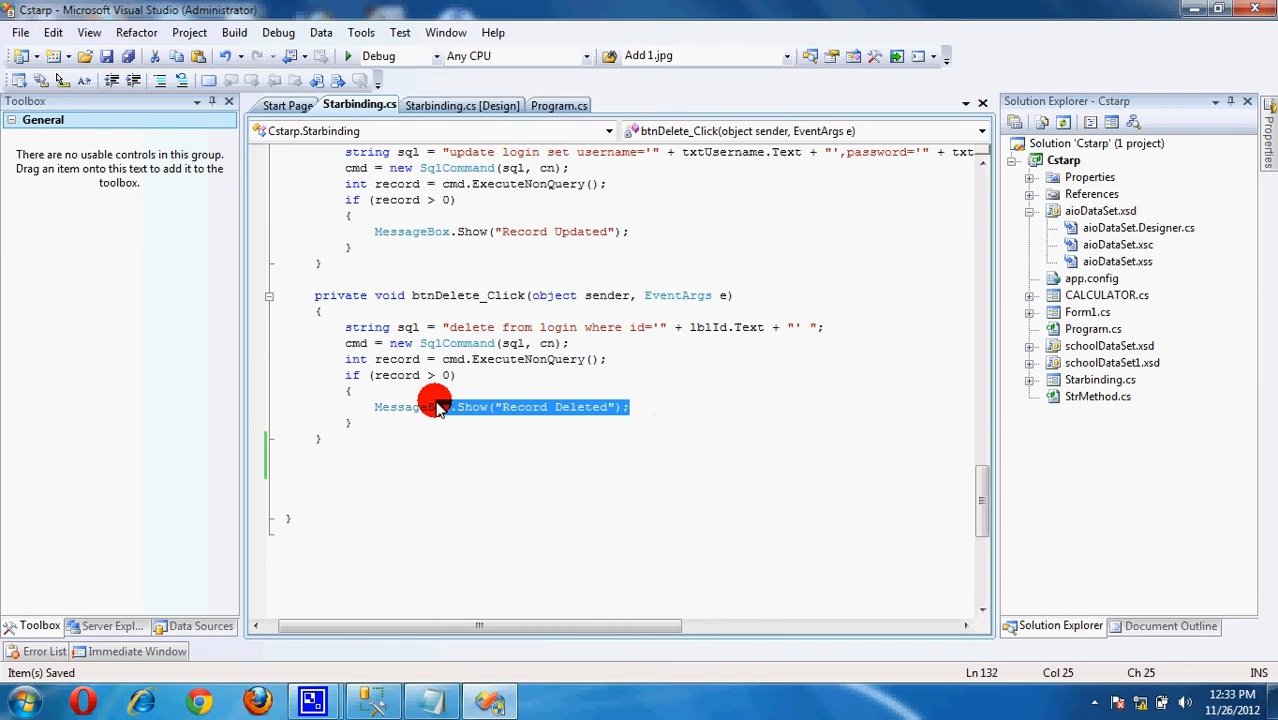 Cstarp - Microsoft Visual Studio (Administrator)
File Edit View Refactor Project Build Debug Data Tools Test Window Help
Debug Any CPU Add 1.jpg
Toolbox
General
There are no usable controls in this group.
Drag an item onto this text to add it to the
toolbox.
Start Page Starbinding.cs Starbinding.cs [Design] Program.cs
Cstarp.Starbinding btnDelete_Click(object sender, EventArgs e)
string sql = "update login set username='" + txtUsername.Text + "',password='" + txt
cmd = new SqlCommand(sql, cn);
int record = cmd.ExecuteNonQuery();
if (record > 0)
{
MessageBox.Show("Record Updated");
}
}
private void btnDelete_Click(object sender, EventArgs e)
{
string sql = "delete from login where id='" + lblId.Text + "' ";
cmd = new SqlCommand(sql, cn);
int record = cmd.ExecuteNonQuery();
if (record > 0)
{
MessageBox.Show("Record Deleted");
}
}
}
Solution Explorer - Cstarp
Solution 'Cstarp' (1 project)
Cstarp
Properties
References
aioDataSet.xsd
aioDataSet.Designer.cs
aioDataSet.xsc
aioDataSet.xss
app.config
CALCULATOR.cs
Form1.cs
Program.cs
schoolDataSet.xsd
schoolDataSet1.xsd
Starbinding.cs
StrMethod.cs
Properties
Toolbox Server Expl... Data Sources
Solution Explorer Document Outline
Error List Immediate Window
Item(s) Saved Ln 132 Col 25 Ch 25 INS
12:33 PM
11/26/2012